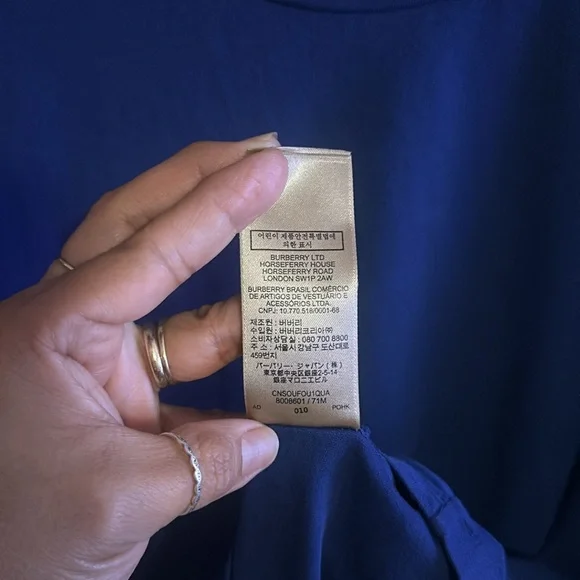 어린이 제품안전특별법에
의한 표시
BURBERRY LTD
HORSEFERRY HOUSE
HORSEFERRY ROAD
LONDON SW1P 2AW
BURBERRY BRASIL COMÉRCIO
DE ARTIGOS DE VESTUÁRIO E
ACESSÓRIOS LTDA.
CNPJ: 10.770.518/0001-68
제조원 : 버버리
수입원 : 버버리코리아㈜
소비자상담실 : 080 700 8800
주 소 : 서울시강남구 도산대로
459번지
バーバリー・ジャパン(株)
東京都中央区銀座2-5-14
銀座マロニエビル
CNSOUFOU1QUA
8008601 / 71M
AD 010 POHK